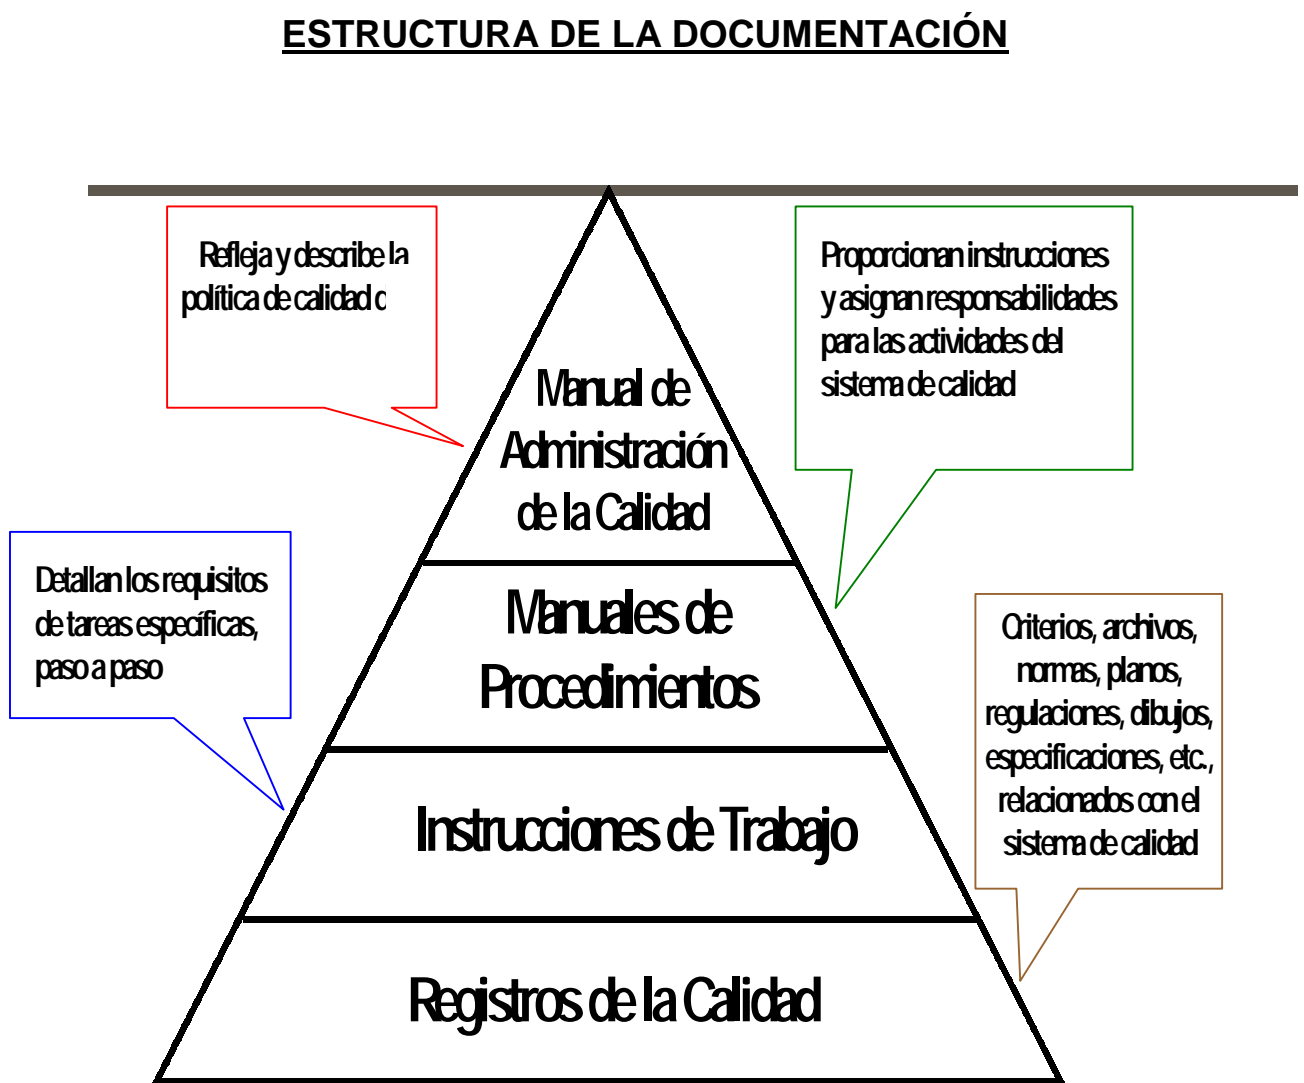 ESTRUCTURA DE LA DOCUMENTACIÓN
Refleja y describe la
política de calidad
Proporcionan instrucciones
y asignan responsabilidades
para las actividades del
sistema de calidad
Manual de
Administración
de la Calidad
Detallan los requisitos
de tareas específicas,
paso a paso
Manuales de
Procedimientos
Criterios, archivos,
normas, planos,
regulaciones, dibujos,
especificaciones, etc.,
relacionados con el
sistema de calidad
Instrucciones de Trabajo
Registros de la Calidad